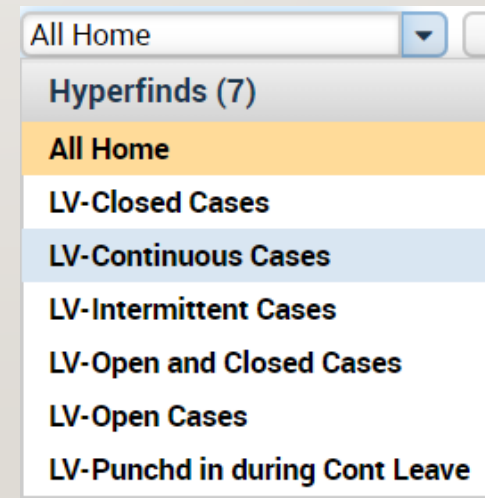 All Home
Hyperfinds (7)
All Home
LV-Closed Cases
LV-Continuous Cases
LV-Intermittent Cases
LV-Open and Closed Cases
LV-Open Cases
LV-Punchd in during Cont Leave